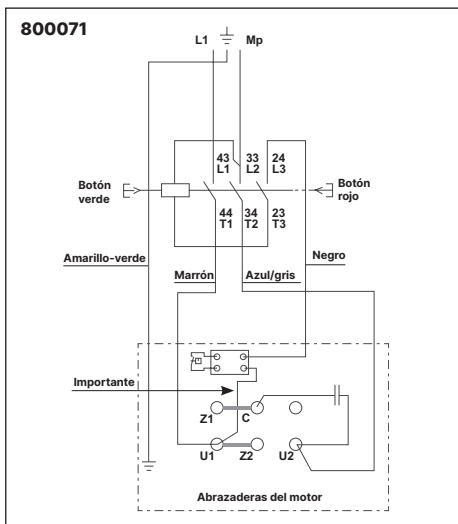 800071
L1 Mp
43 33 24
L1 L2 L3
Botón
verde
Botón
rojo
44 34 23
T1 T2 T3
Amarillo-verde
Negro
Marrón Azul/gris
Importante
Z1 C
U1 Z2 U2
Abrazaderas del motor